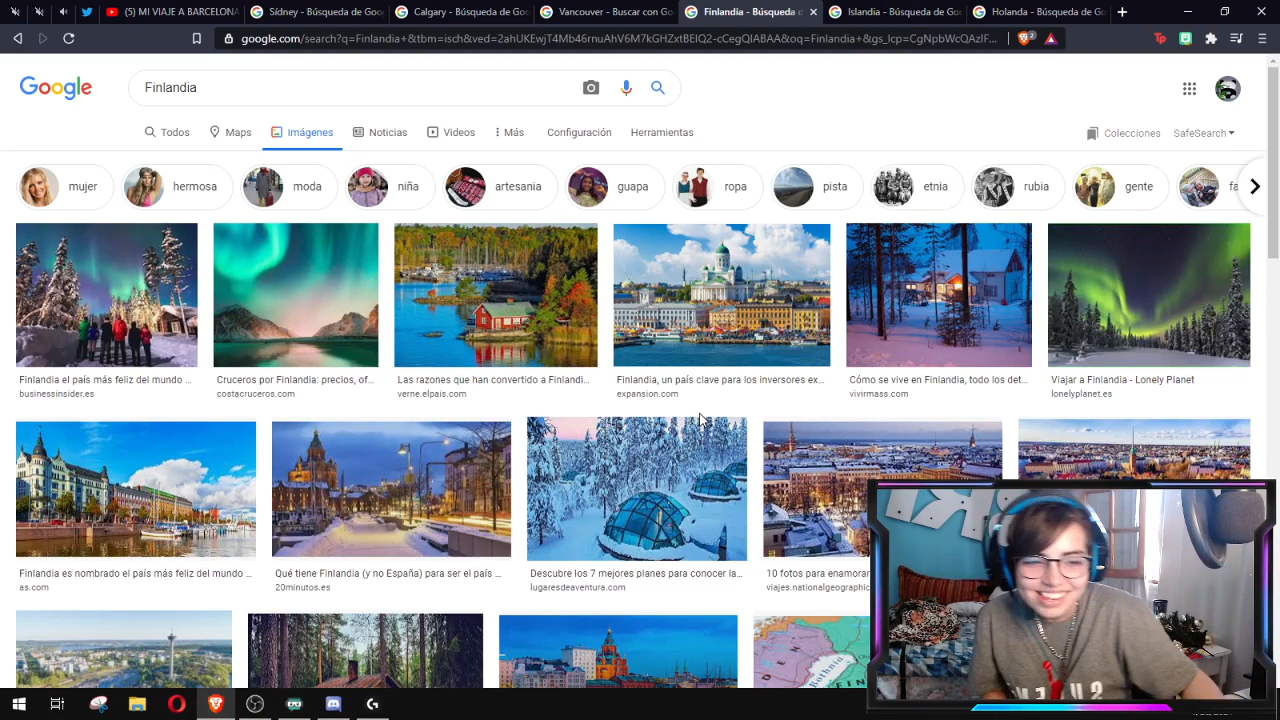 (5) MI VIAJE A BARCELONA
Sídney - Búsqueda de Goo
Calgary - Búsqueda de Goo
Vancouver - Buscar con Go
Finlandia - Búsqueda d
Islandia - Búsqueda de Goo
Holanda - Búsqueda de Go
google.com/search?q=Finlandia+&tbm=isch&ved=2ahUKEwjT4Mb46rnuAhV6M7kGHZxtBEIQ2-cCegQIABAA&oq=Finlandia+&gs_lcp=CgNpbWcQAzIF...
2
Google
Finlandia
Todos
Maps
Imágenes
Noticias
Videos
Más
Configuración
Herramientas
Colecciones
SafeSearch
mujer
hermosa
moda
niña
artesania
guapa
ropa
pista
etnia
rubia
gente
fa
Finlandia el país más feliz del mundo ...
businessinsider.es
Cruceros por Finlandia: precios, of...
costacruceros.com
Las razones que han convertido a Finlandi...
verne.elpais.com
Finlandia, un país clave para los inversores ex...
expansion.com
Cómo se vive en Finlandia, todo los det...
vivirmass.com
Viajar a Finlandia - Lonely Planet
lonelyplanet.es
Finlandia es nombrado el país más feliz del mundo ...
as.com
Qué tiene Finlandia (y no España) para ser el país ...
20minutos.es
Descubre los 7 mejores planes para conocer la...
lugaresdeaventura.com
10 fotos para enamorar
viajes.nationalgeographic